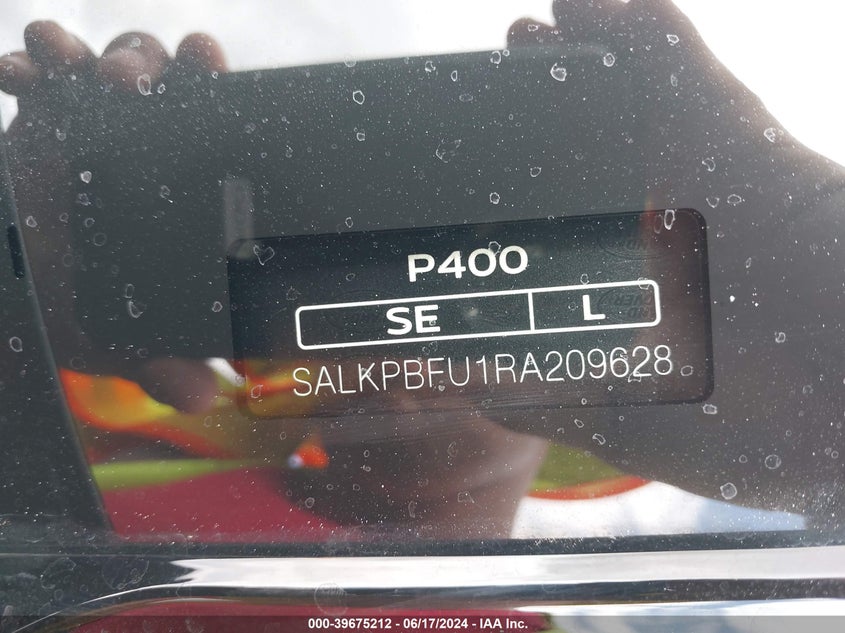 P400
SE L
SALKPBFU1RA209628
000-39675212 - 06/17/2024 - IAA Inc.